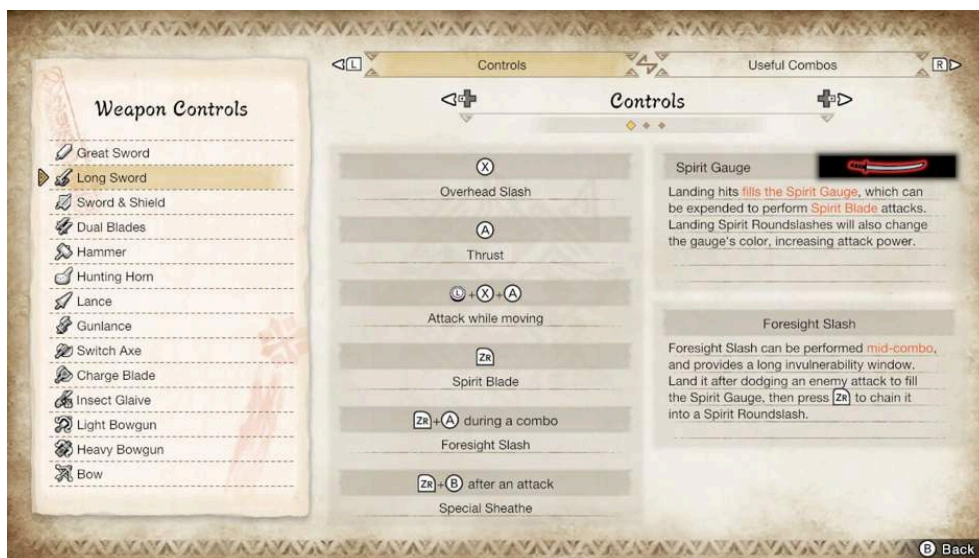 L
Controls
Useful Combos
R
Weapon Controls
Great Sword
Long Sword
Sword & Shield
Dual Blades
Hammer
Hunting Horn
Lance
Gunlance
Switch Axe
Charge Blade
Insect Glaive
Light Bowgun
Heavy Bowgun
Bow
Controls
X
Overhead Slash
A
Thrust
L+X+A
Attack while moving
ZR
Spirit Blade
ZR+A during a combo
Foresight Slash
ZR+B after an attack
Special Sheathe
Spirit Gauge
Landing hits fills the Spirit Gauge, which can
be expended to perform Spirit Blade attacks.
Landing Spirit Roundslashes will also change
the gauge's color, increasing attack power.
Foresight Slash
Foresight Slash can be performed mid-combo,
and provides a long invulnerability window.
Land it after dodging an enemy attack to fill
the Spirit Gauge, then press ZR to chain it
into a Spirit Roundslash.
B Back